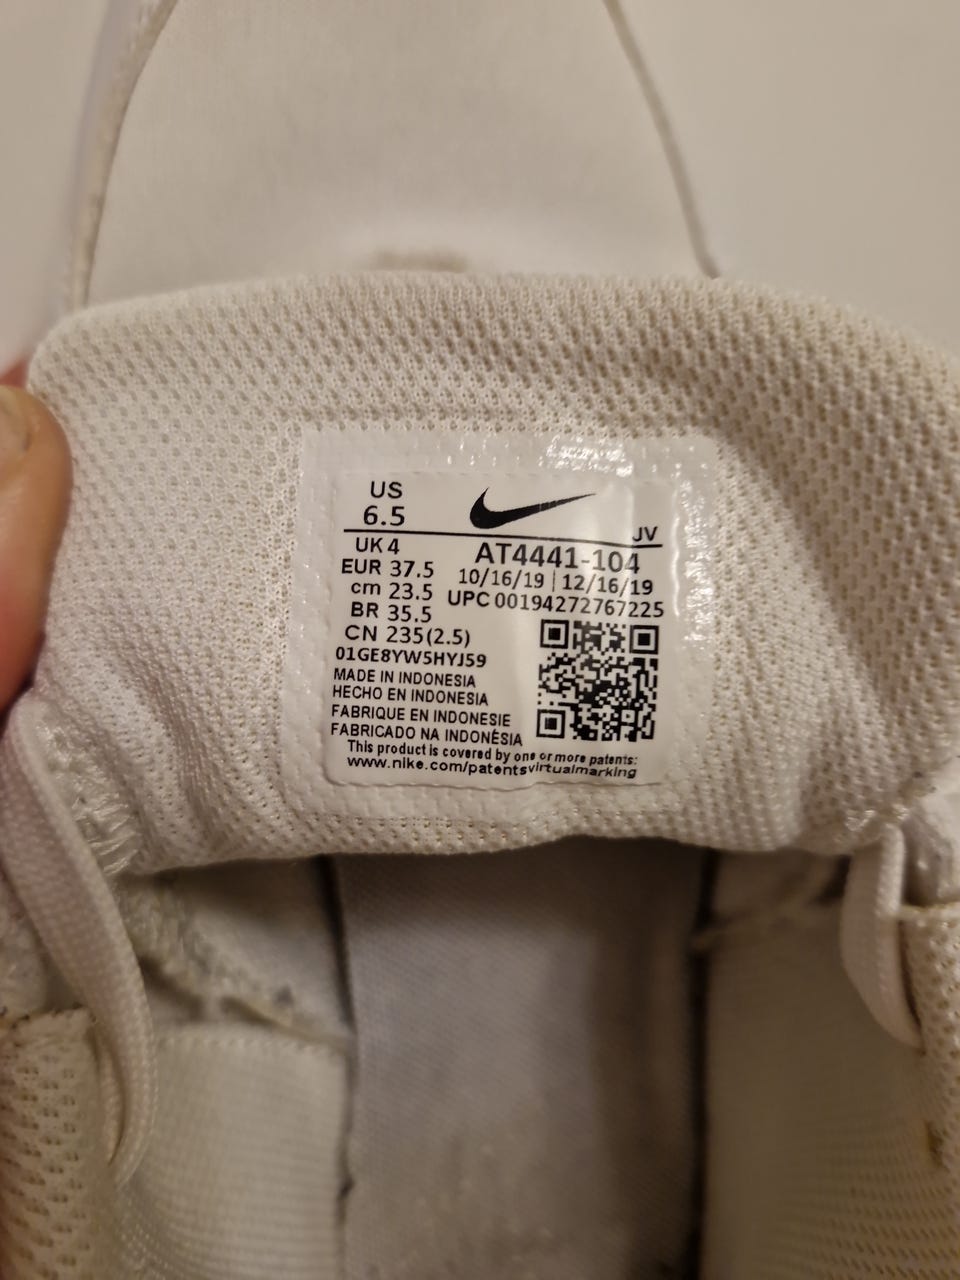 US
6.5
JV
UK 4
AT4441-104
EUR 37.5
10/16/19 | 12/16/19
cm 23.5
UPC 00194272767225
BR 35.5
CN 235(2.5)
01GE8YW5HYJ59
MADE IN INDONESIA
HECHO EN INDONESIA
FABRIQUE EN INDONESIE
FABRICADO NA INDONÉSIA
This product is covered by one or more patents:
www.nike.com/patentsvirtualmarking